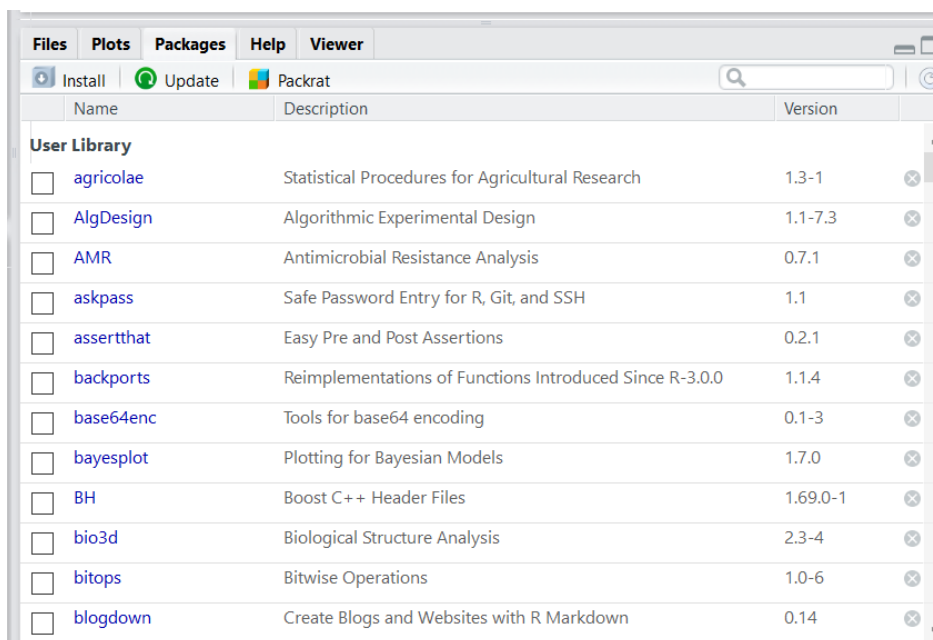 Files Plots Packages Help Viewer
Install Update Packrat
Name Description Version
User Library
agricolae Statistical Procedures for Agricultural Research 1.3-1
AlgDesign Algorithmic Experimental Design 1.1-7.3
AMR Antimicrobial Resistance Analysis 0.7.1
askpass Safe Password Entry for R, Git, and SSH 1.1
assertthat Easy Pre and Post Assertions 0.2.1
backports Reimplementations of Functions Introduced Since R-3.0.0 1.1.4
base64enc Tools for base64 encoding 0.1-3
bayesplot Plotting for Bayesian Models 1.7.0
BH Boost C++ Header Files 1.69.0-1
bio3d Biological Structure Analysis 2.3-4
bitops Bitwise Operations 1.0-6
blogdown Create Blogs and Websites with R Markdown 0.14